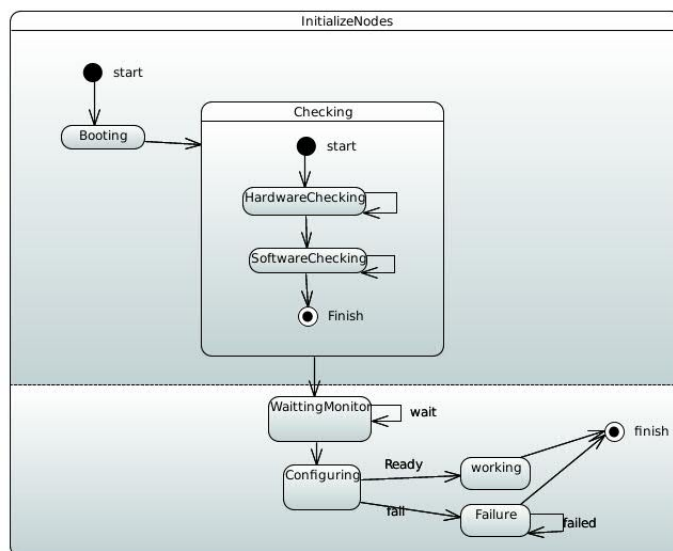 InitializeNodes
start
Booting
Checking
start
HardwareChecking
SoftwareChecking
Finish
WaittingMonitor
wait
finish
Configuring
Ready
working
fail
Failure
failed